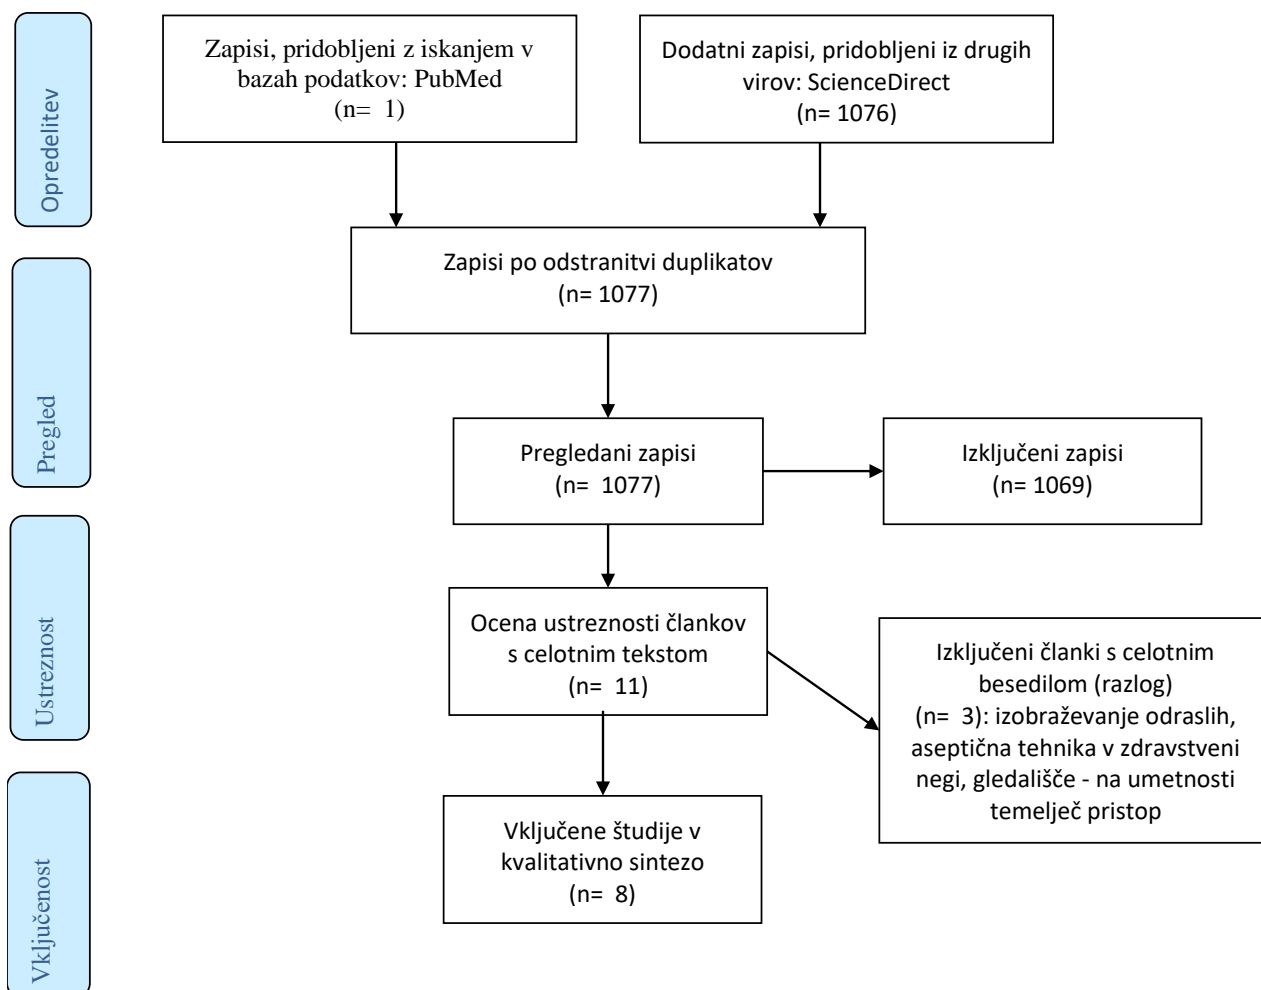 Opredelitev
Zapisi, pridobljeni z iskanjem v
bazah podatkov: PubMed
(n=  1)
Dodatni zapisi, pridobljeni iz drugih
virov: ScienceDirect
(n= 1076)
Zapisi po odstranitvi duplikatov
(n= 1077)
Pregled
Pregledani zapisi
(n=  1077)
Izključeni zapisi
(n= 1069)
Ustreznost
Ocena ustreznosti člankov
s celotnim tekstom
(n=  11)
Izključeni članki s celotnim
besedilom (razlog)
(n=  3): izobraževanje odraslih,
aseptična tehnika v zdravstveni
negi, gledališče - na umetnosti
temelječ pristop
Vključenost
Vključene študije v
kvalitativno sintezo
(n=  8)